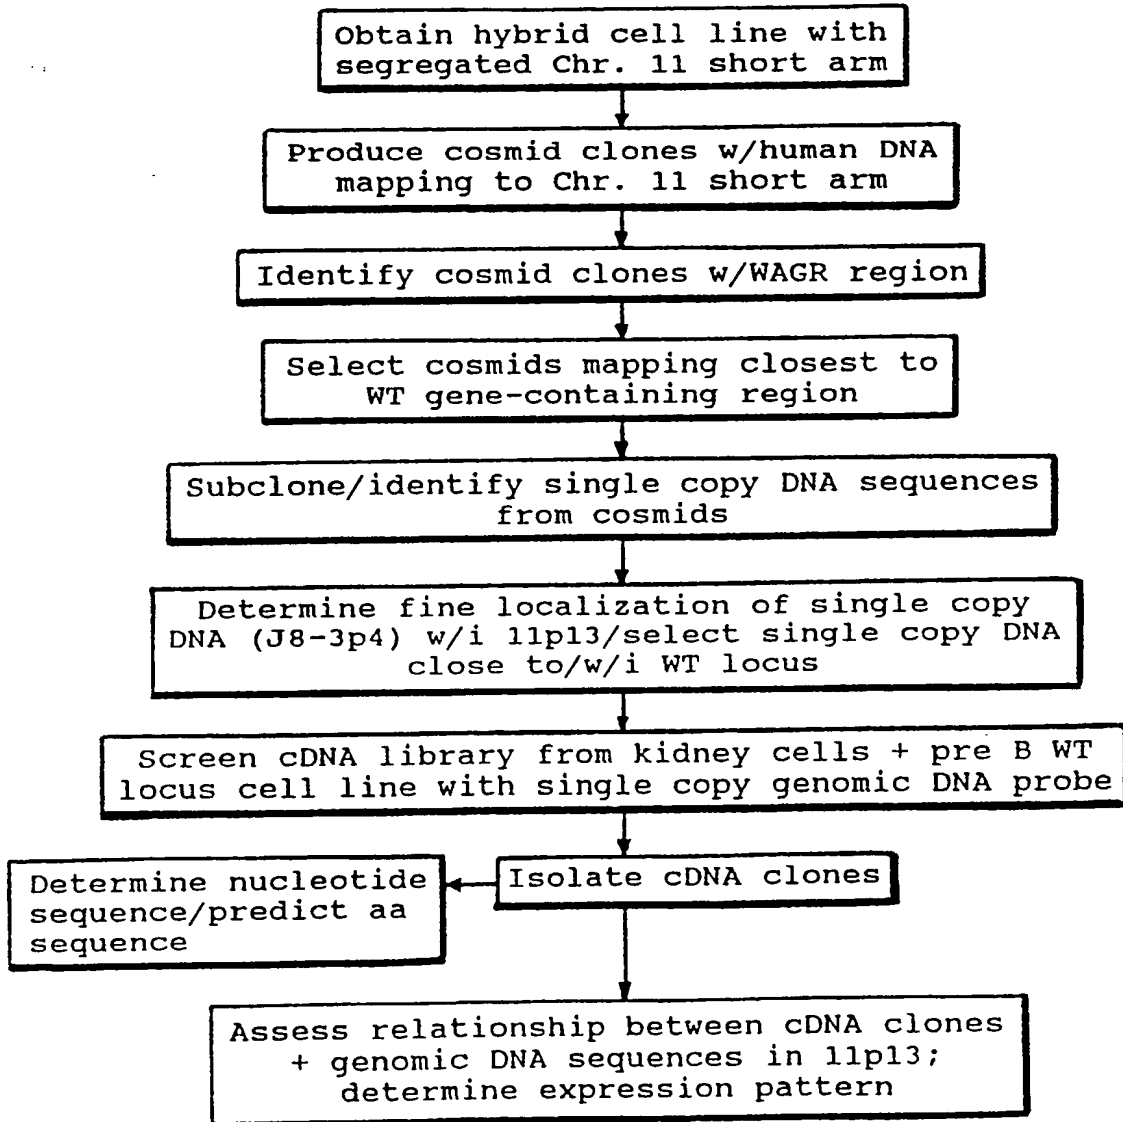 Obtain hybrid cell line with
segregated Chr. 11 short arm
Produce cosmid clones w/human DNA
mapping to Chr. 11 short arm
Identify cosmid clones w/WAGR region
Select cosmids mapping closest to
WT gene-containing region
Subclone/identify single copy DNA sequences
from cosmids
Determine fine localization of single copy
DNA (J8-3p4) w/i 11p13/select single copy DNA
close to/w/i WT locus
Screen cDNA library from kidney cells + pre B WT
locus cell line with single copy genomic DNA probe
Isolate cDNA clones
Determine nucleotide
sequence/predict aa
sequence
Assess relationship between cDNA clones
+ genomic DNA sequences in 11p13;
determine expression pattern